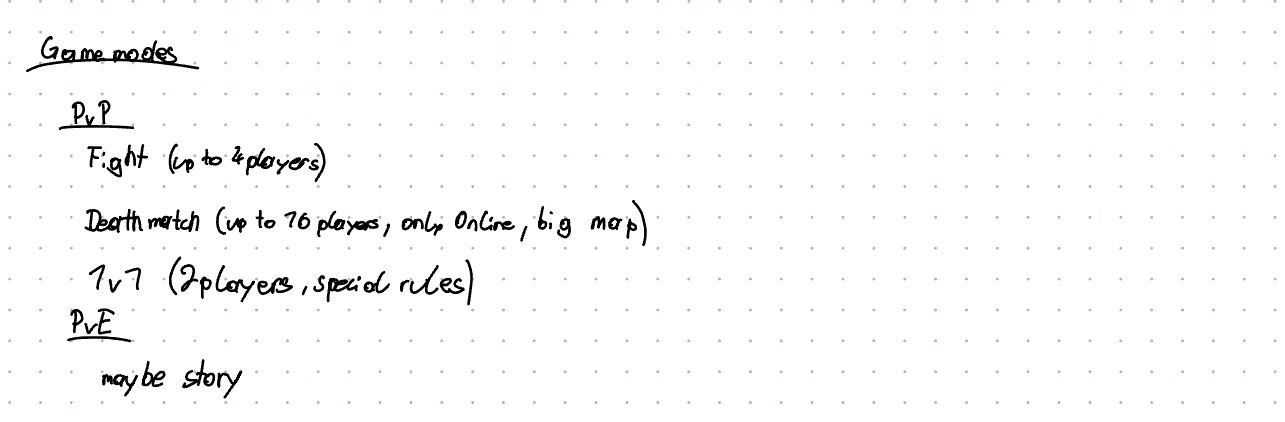 Game modes
PvP
Fight (up to 4 players)
Deathmatch (up to 16 players, only Online, big map)
1v1 (2 players, special rules)
PvE
maybe story